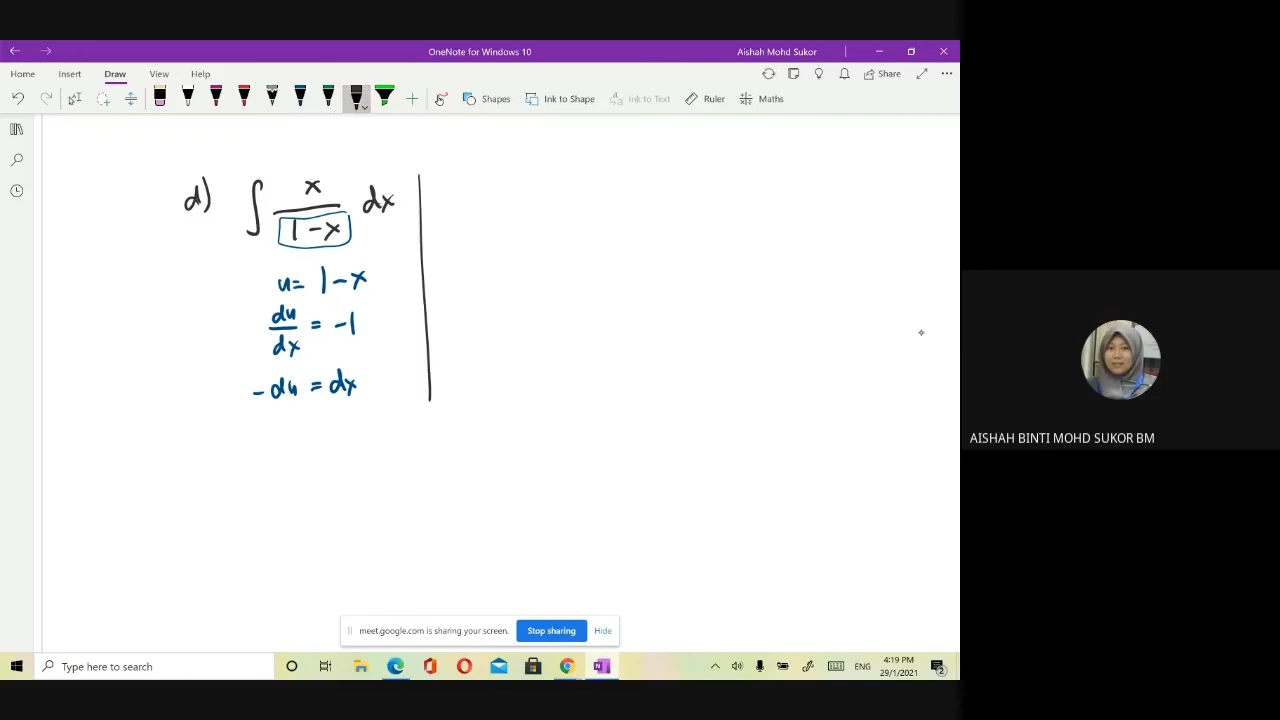 OneNote for Windows 10
Aishah Mohd Sukor
Home Insert Draw View Help
Share
Shapes Ink to Shape Ink to Text Ruler Maths
d) ∫ x/(1-x) dx
u = 1-x
du/dx = -1
-du = dx
AISHAH BINTI MOHD SUKOR BM
meet.google.com is sharing your screen. Stop sharing Hide
Type here to search
ENG
4:19 PM
29/1/2021
2